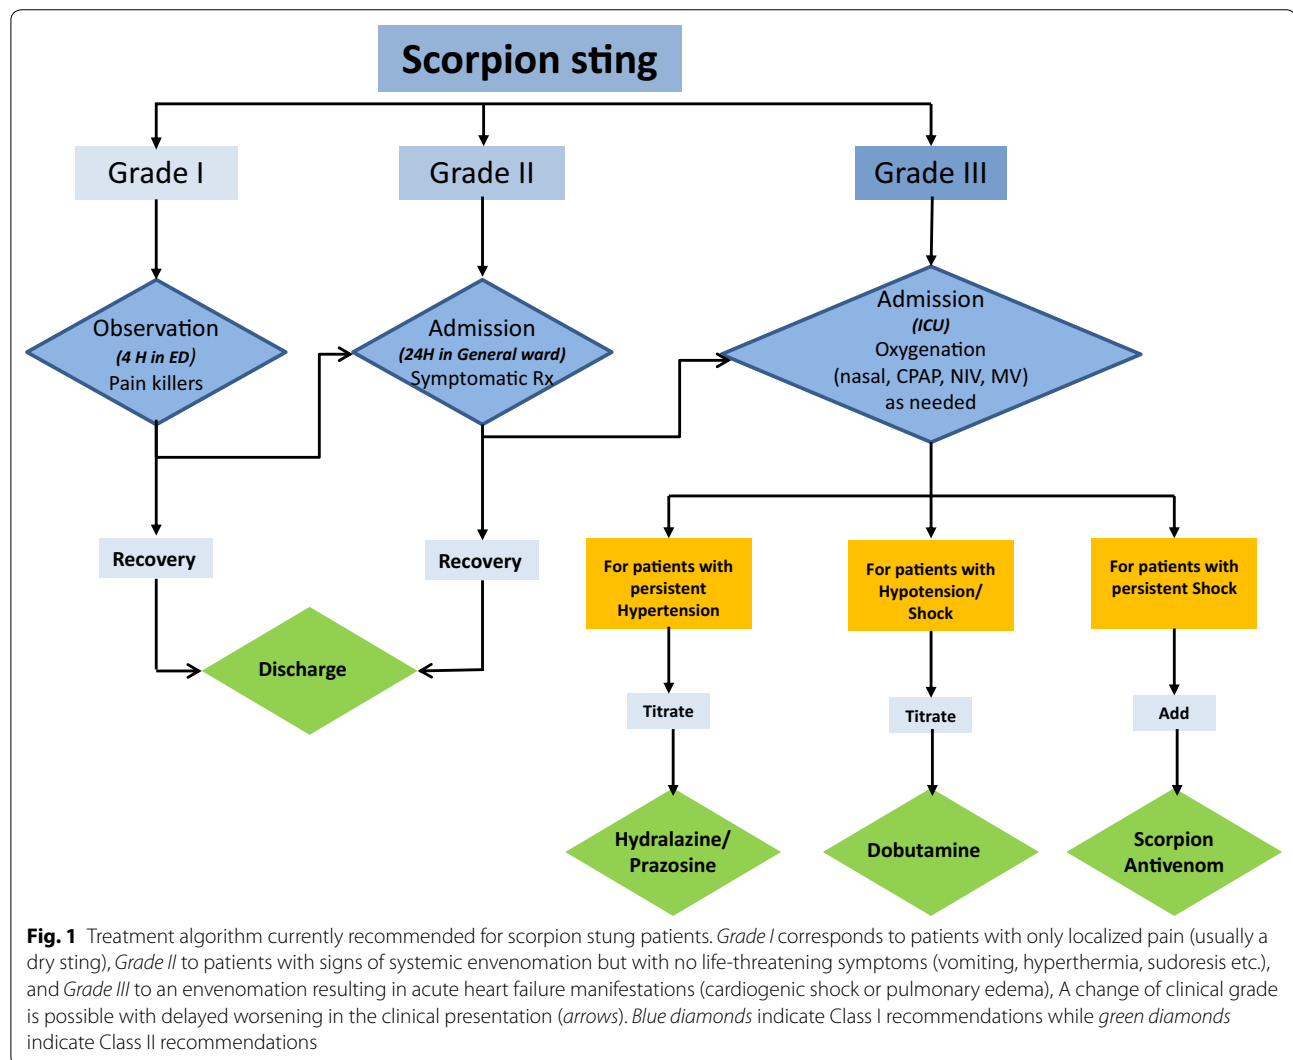 Scorpion sting
Grade I
Grade II
Grade III
Observation
(4 H in ED)
Pain killers
Admission
(24H in General ward)
Symptomatic Rx
Admission
(ICU)
Oxygenation
(nasal, CPAP, NIV, MV)
as needed
Recovery
Recovery
Discharge
For patients with
persistent
Hypertension
For patients with
Hypotension/
Shock
For patients with
persistent Shock
Titrate
Titrate
Add
Hydralazine/
Prazosine
Dobutamine
Scorpion
Antivenom
Fig. 1 Treatment algorithm currently recommended for scorpion stung patients. Grade I corresponds to patients with only localized pain (usually a
dry sting), Grade II to patients with signs of systemic envenomation but with no life-threatening symptoms (vomiting, hyperthermia, sudoresis etc.),
and Grade III to an envenomation resulting in acute heart failure manifestations (cardiogenic shock or pulmonary edema), A change of clinical grade
is possible with delayed worsening in the clinical presentation (arrows). Blue diamonds indicate Class I recommendations while green diamonds
indicate Class II recommendations